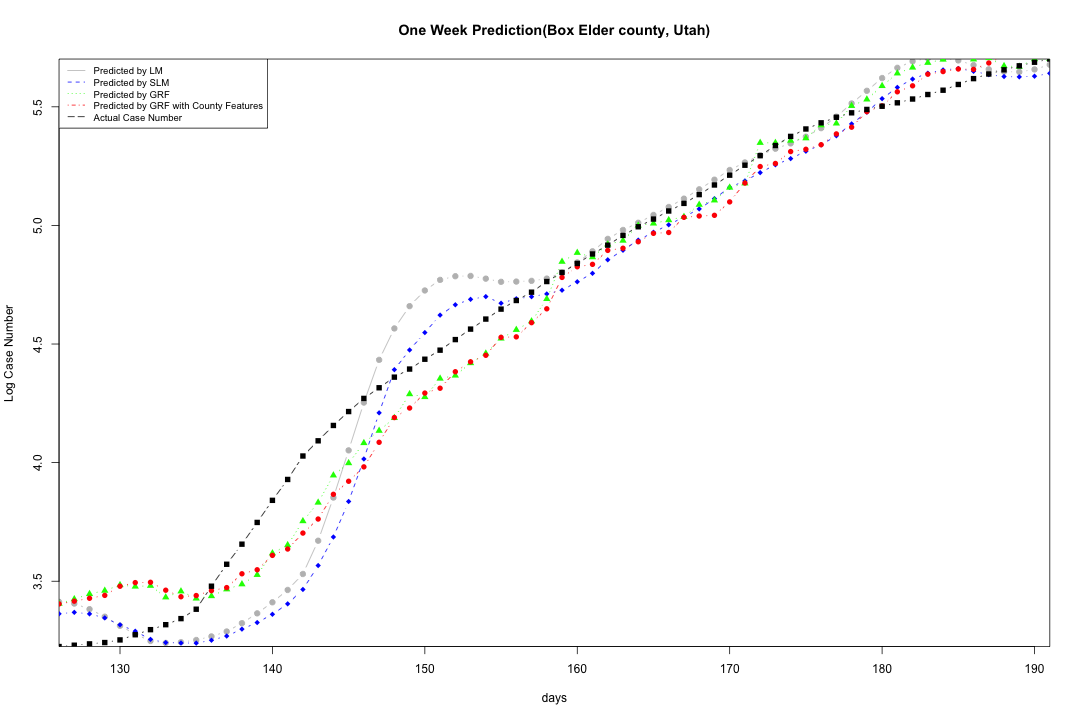 One Week Prediction(Box Elder county, Utah)
Predicted by LM
Predicted by SLM
Predicted by GRF
Predicted by GRF with County Features
Actual Case Number
Log Case Number
5.5
5.0
4.5
4.0
3.5
130 140 150 160 170 180 190
days